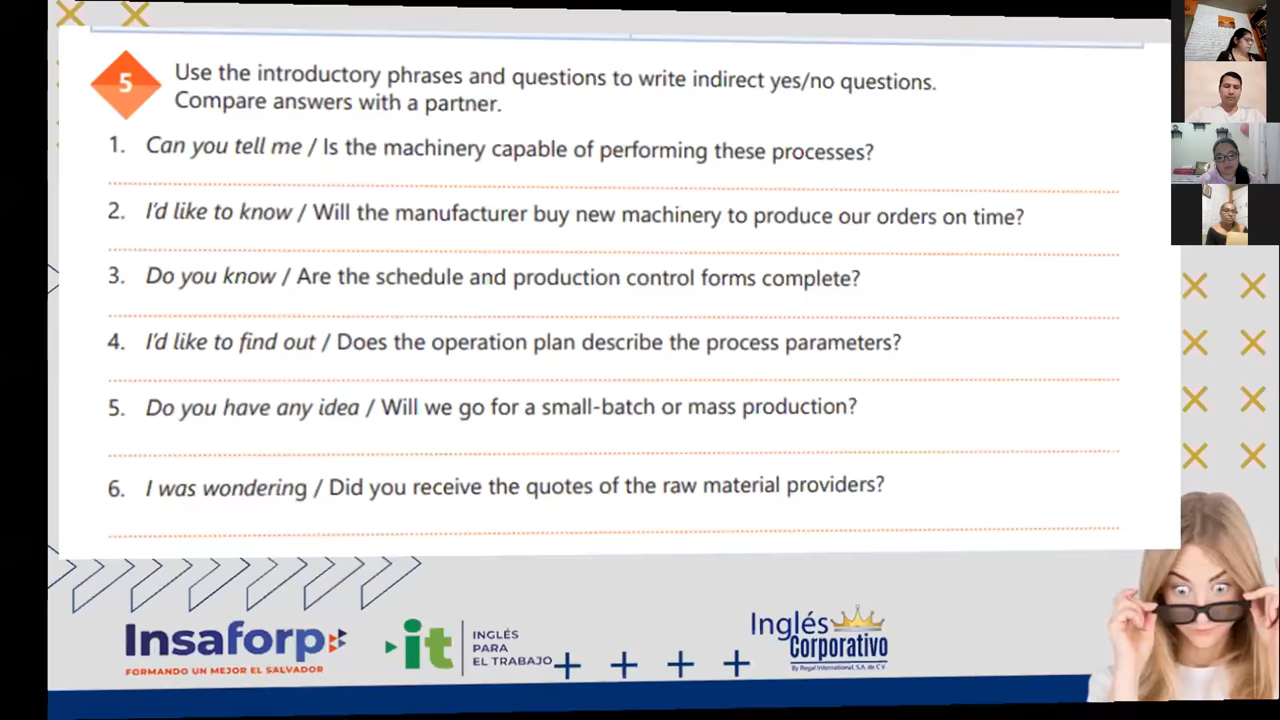 5
Use the introductory phrases and questions to write indirect yes/no questions.
Compare answers with a partner.
1. Can you tell me / Is the machinery capable of performing these processes?
2. I'd like to know / Will the manufacturer buy new machinery to produce our orders on time?
3. Do you know / Are the schedule and production control forms complete?
4. I'd like to find out / Does the operation plan describe the process parameters?
5. Do you have any idea / Will we go for a small-batch or mass production?
6. I was wondering / Did you receive the quotes of the raw material providers?
Insaforp
FORMANDO UN MEJOR EL SALVADOR
it
INGLÉS
PARA
EL TRABAJO
Inglés
Corporativo
By Regal International, S.A. de C.V.